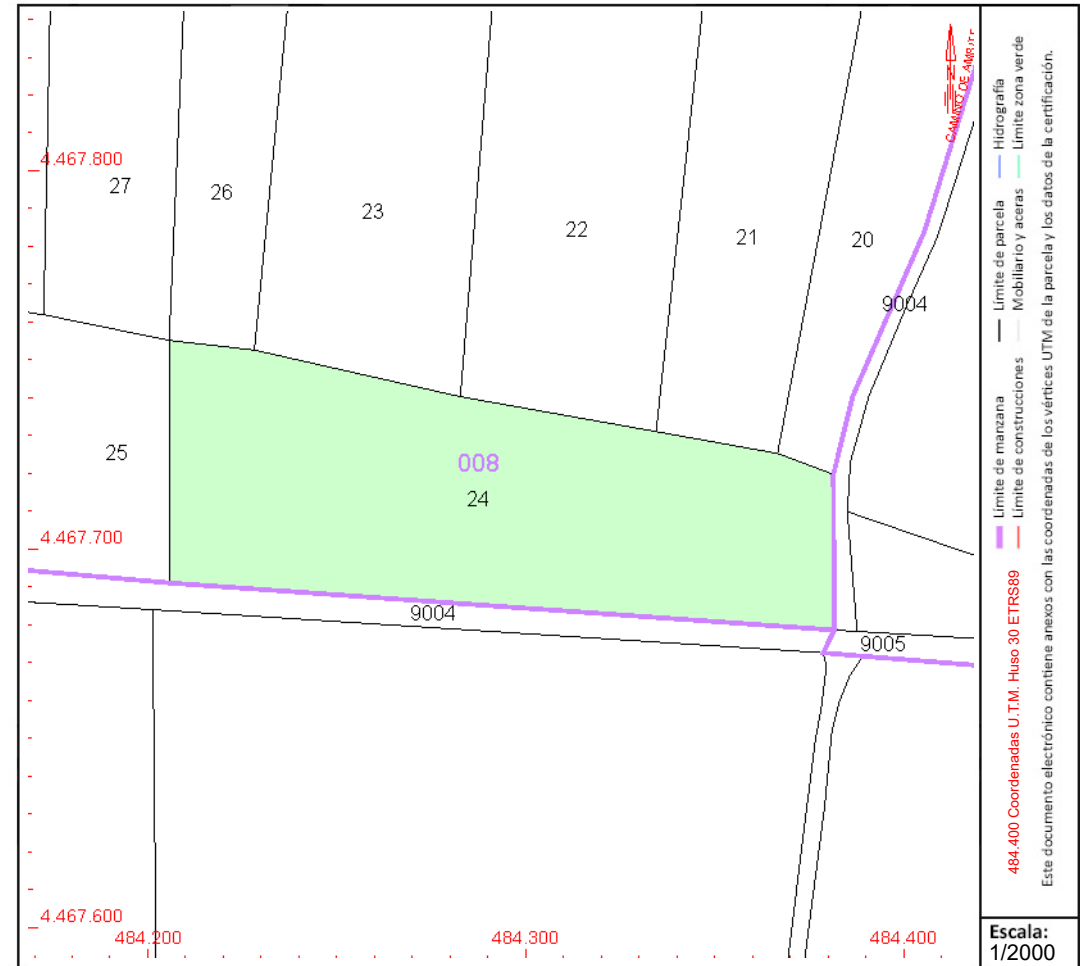 CAMINO DE
4.467.800
27
26
23
22
21
20
9004
25
008
24
4.467.700
9004
9005
4.467.600
484.200
484.300
484.400
Límite de manzana
Límite de parcela
Hidrografía
Límite de construcciones
Mobiliario y aceras
Límite zona verde
484.400 Coordenadas U.T.M. Huso 30 ETRS89
Este documento electrónico contiene anexos con las coordenadas de los vértices UTM de la parcela y los datos de la certificación.
Escala:
1/2000